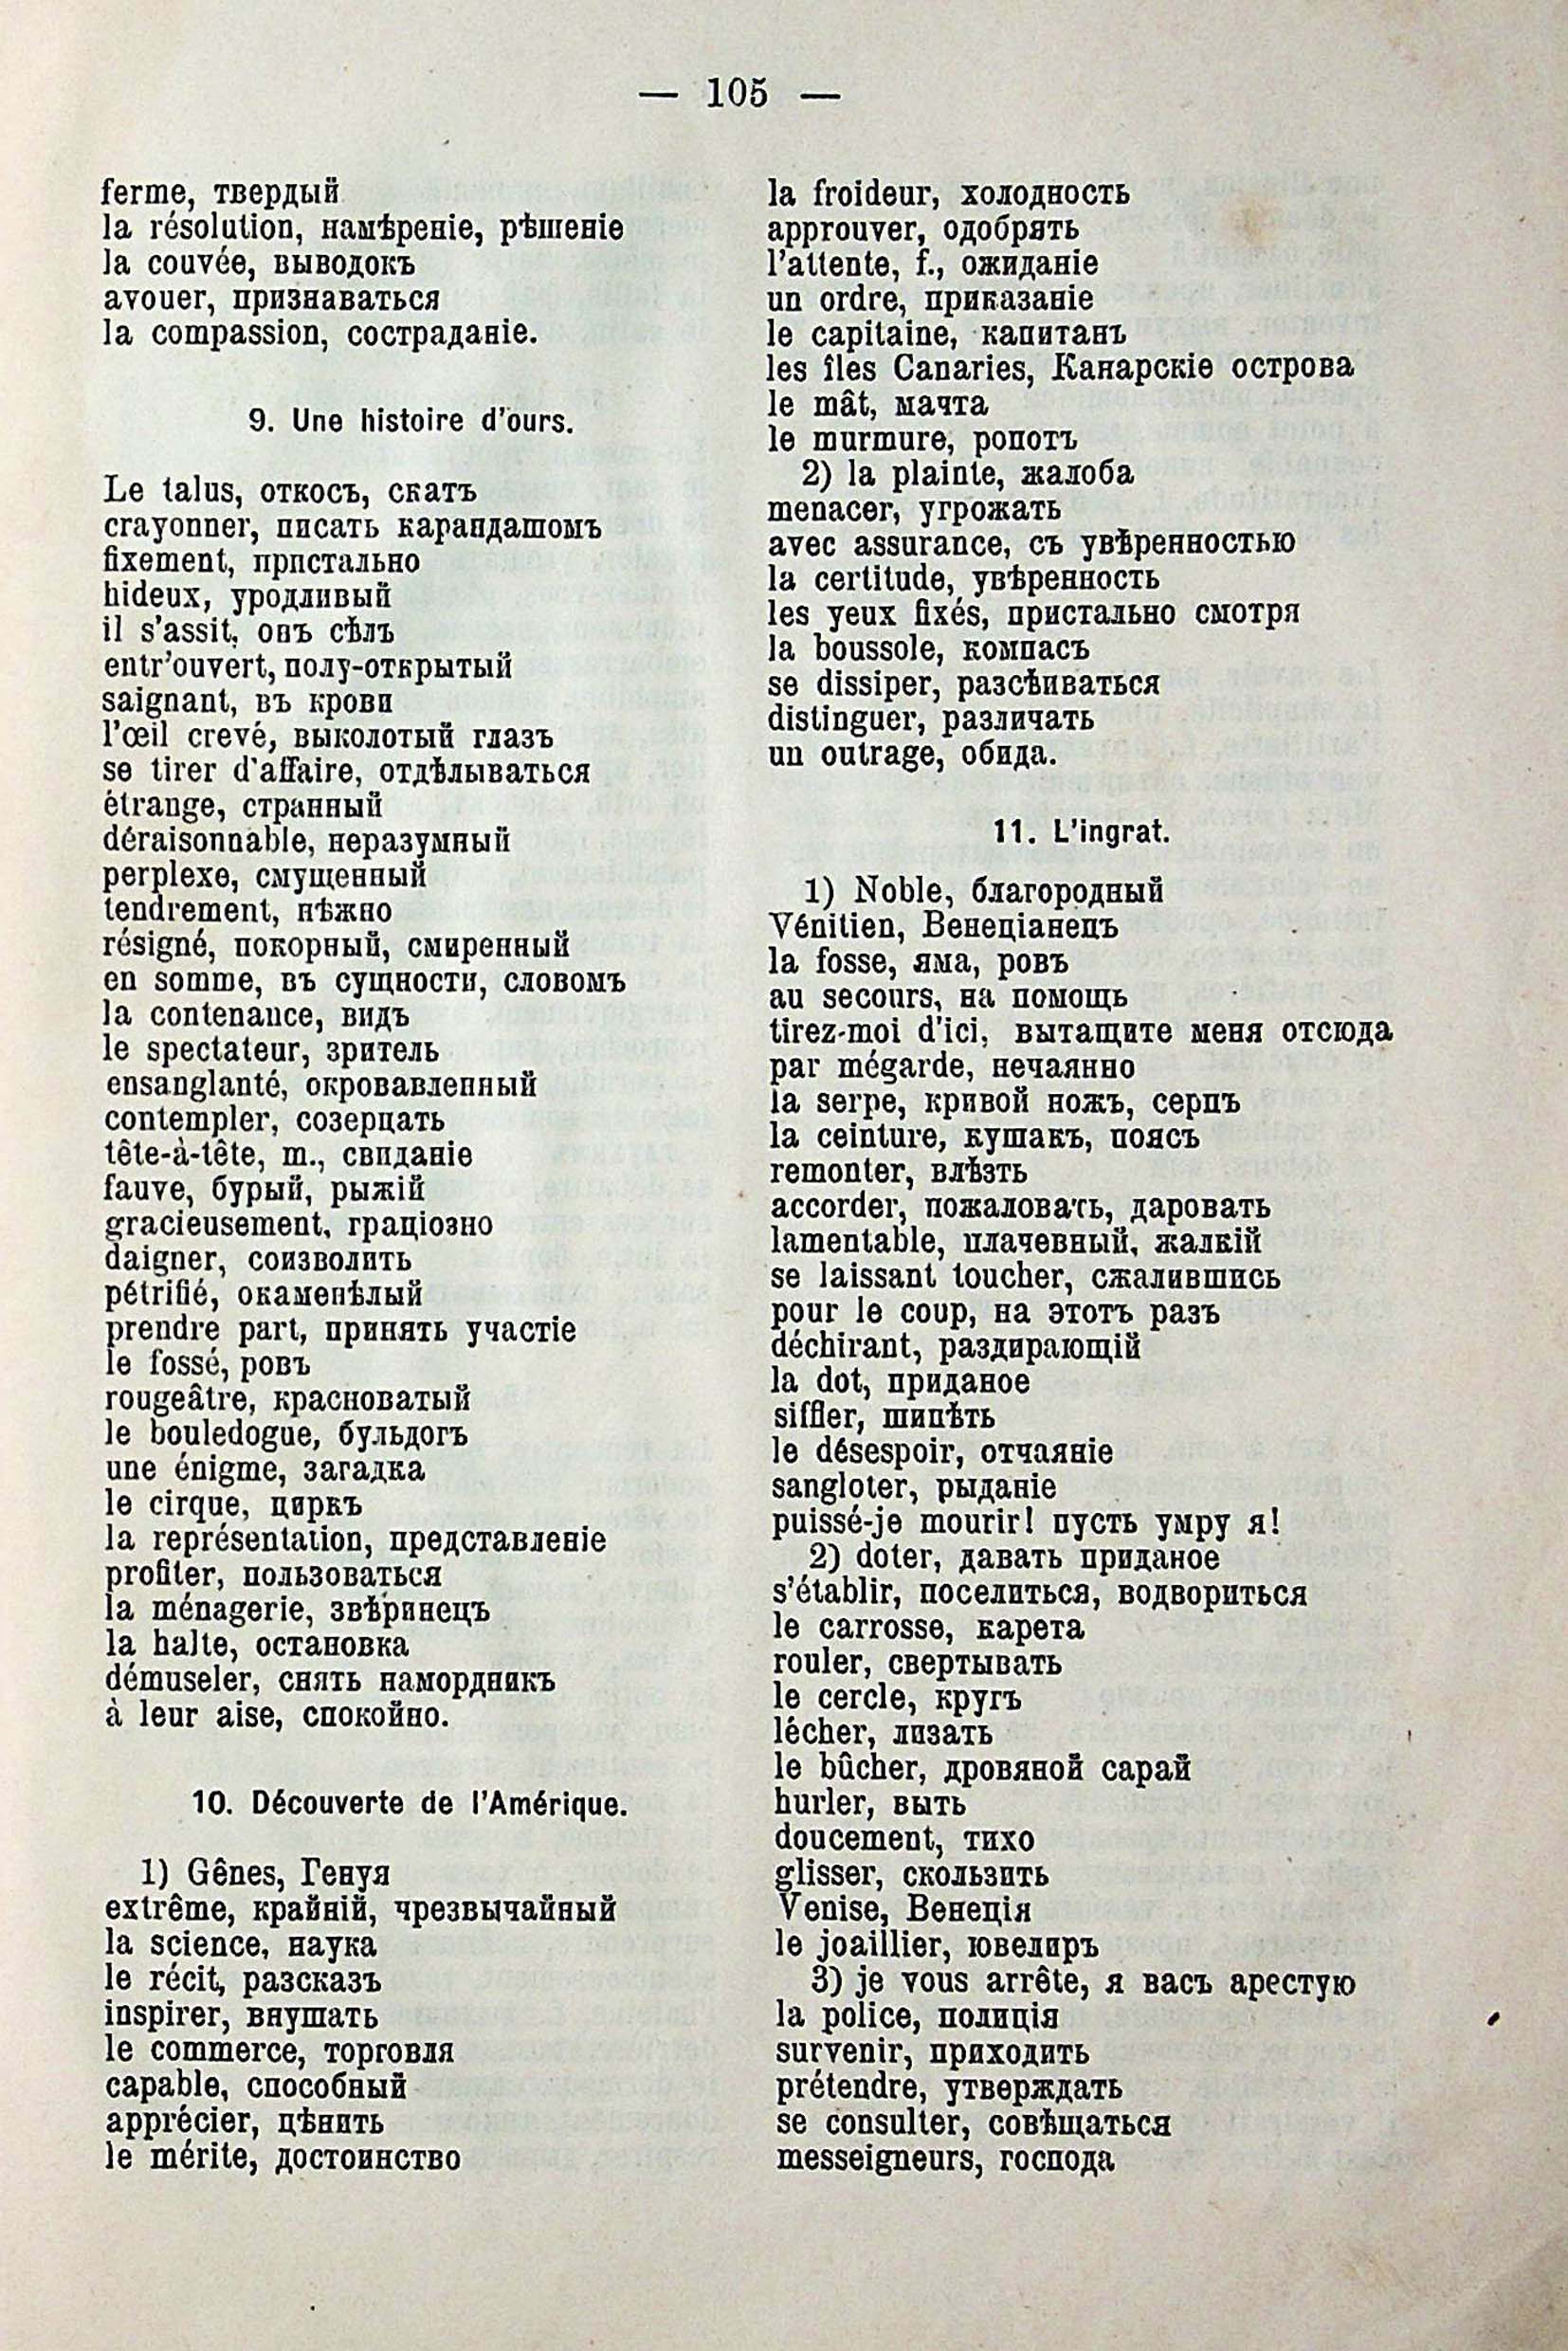 — 105 —
ferme, твердый
la résolution, намѣреніе, рѣшеніе
la couvée, выводокъ
avouer, признаваться
la compassion, состраданіе.
9. Une histoire d'ours.
Le talus, откосъ, скатъ
crayonner, писать карандашомъ
fixement, пристально
hideux, уродливый
il s'assit, онъ сѣлъ
entr'ouvert, полу-открытый
saignant, въ крови
l'œil crevé, выколотый глазъ
se tirer d'affaire, отдѣлываться
étrange, странный
déraisonnable, неразумный
perplexe, смущенный
tendrement, нѣжно
résigné, покорный, смиренный
en somme, въ сущности, словомъ
la contenance, видъ
le spectateur, зритель
ensanglanté, окровавленный
contempler, созерцать
tête-à-tête, m., свиданіе
fauve, бурый, рыжій
gracieusement, граціозно
daigner, соизволить
pétrifié, окаменѣлый
prendre part, принять участіе
le fossé, ровъ
rougeâtre, красноватый
le bouledogue, бульдогъ
une énigme, загадка
le cirque, циркъ
la représentation, представленіе
profiter, пользоваться
la ménagerie, звѣринецъ
la halte, остановка
démuseler, снять намордникъ
à leur aise, спокойно.
10. Découverte de l'Amérique.
1) Gênes, Генуя
extrême, крайній, чрезвычайный
la science, наука
le récit, разсказъ
inspirer, внушать
le commerce, торговля
capable, способный
apprécier, цѣнить
le mérite, достоинство
la froideur, холодность
approuver, одобрять
l'attente, f., ожиданіе
un ordre, приказаніе
le capitaine, капитанъ
les îles Canaries, Канарскіе острова
le mât, мачта
le murmure, ропотъ
2) la plainte, жалоба
menacer, угрожать
avec assurance, съ увѣренностью
la certitude, увѣренность
les yeux fixés, пристально смотря
la boussole, компасъ
se dissiper, разсѣиваться
distinguer, различать
un outrage, обида.
11. L'ingrat.
1) Noble, благородный
Vénitien, Венеціанецъ
la fosse, яма, ровъ
au secours, на помощь
tirez-moi d'ici, вытащите меня отсюда
par mégarde, нечаянно
la serpe, кривой ножъ, серпъ
la ceinture, кушакъ, поясъ
remonter, влѣзть
accorder, пожаловать, даровать
lamentable, плачевный, жалкій
se laissant toucher, сжалившись
pour le coup, на этотъ разъ
déchirant, раздирающій
la dot, приданое
siffler, шипѣть
le désespoir, отчаяніе
sangloter, рыданіе
puissé-je mourir! пусть умру я!
2) doter, давать приданое
s'établir, поселиться, водвориться
le carrosse, карета
rouler, свертывать
le cercle, кругъ
lécher, лизать
le bûcher, дровяной сарай
hurler, выть
doucement, тихо
glisser, скользить
Venise, Венеція
le joaillier, ювелиръ
3) je vous arrête, я васъ арестую
la police, полиція
survenir, приходить
prétendre, утверждать
se consulter, совѣщаться
messeigneurs, господа